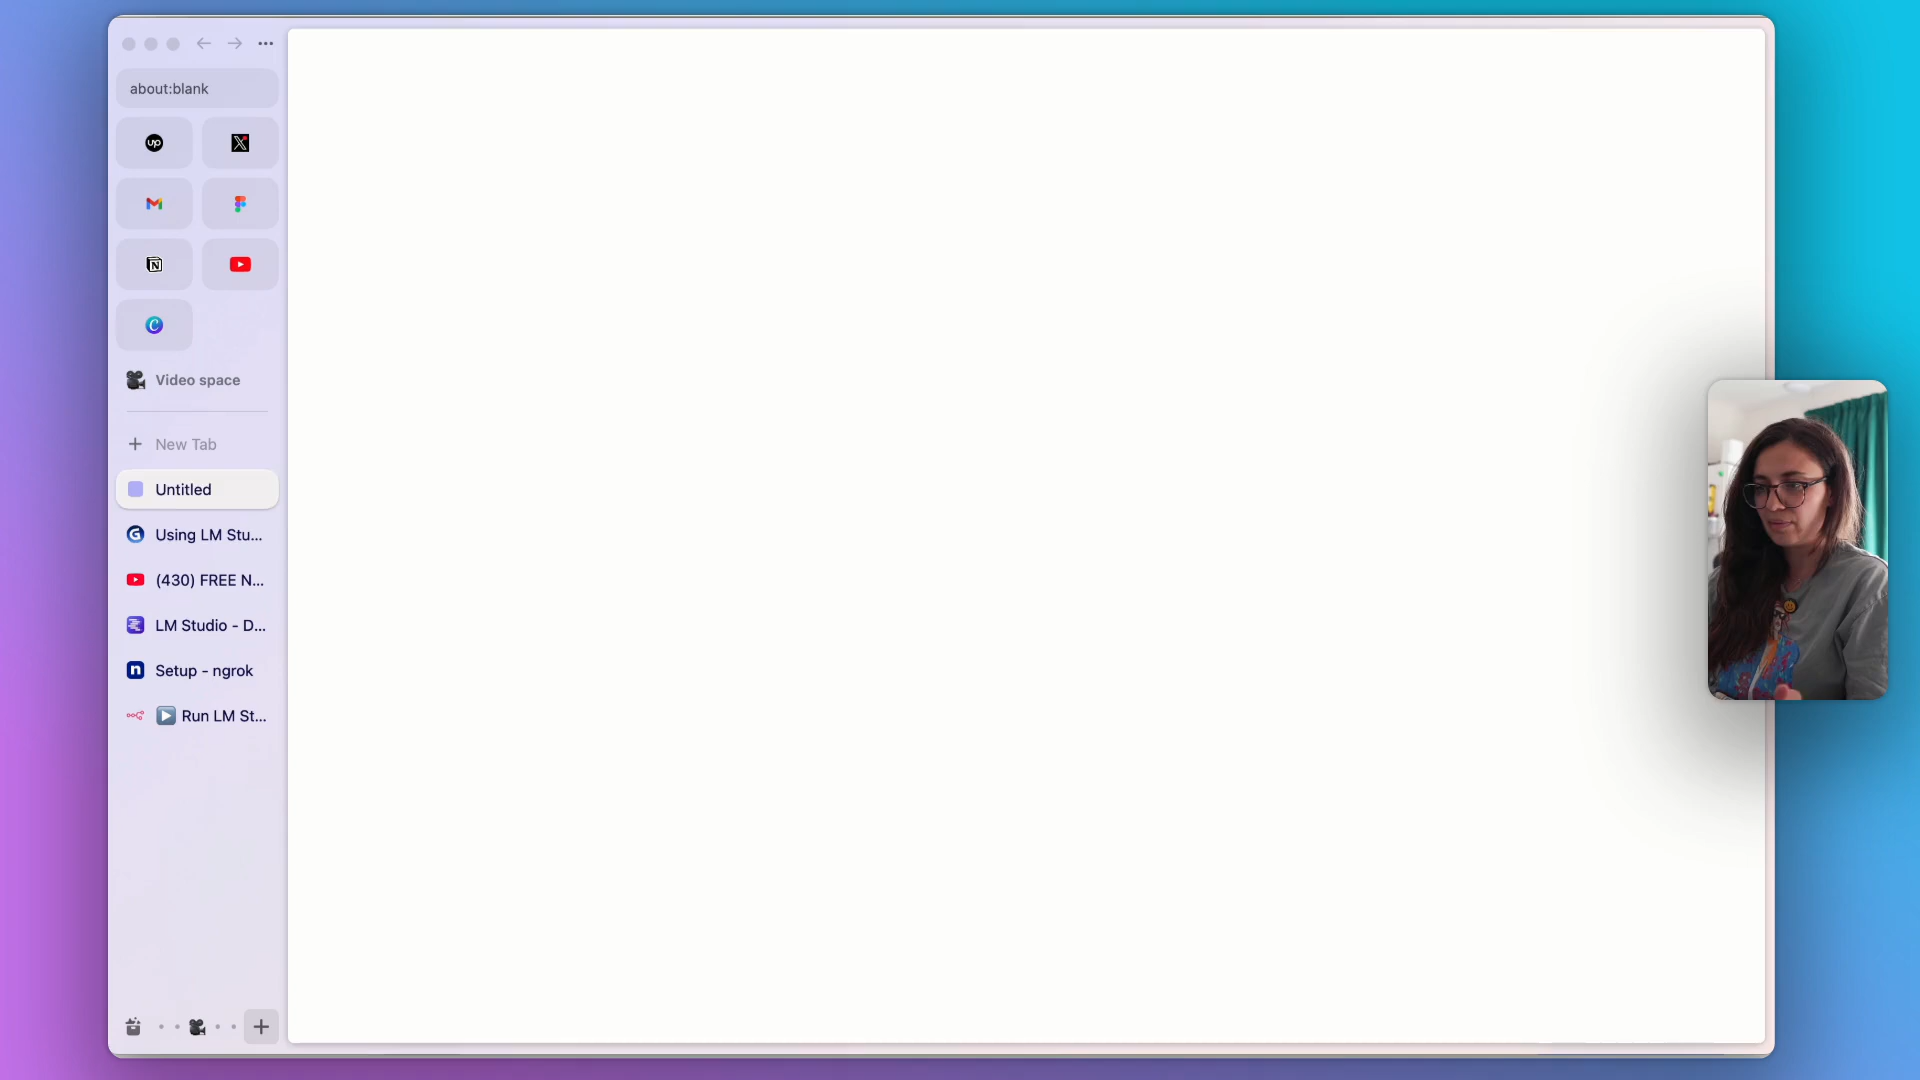 about:blank
Video space
New Tab
Untitled
Using LM Stu...
(430) FREE N...
LM Studio - D...
Setup - ngrok
Run LM St...